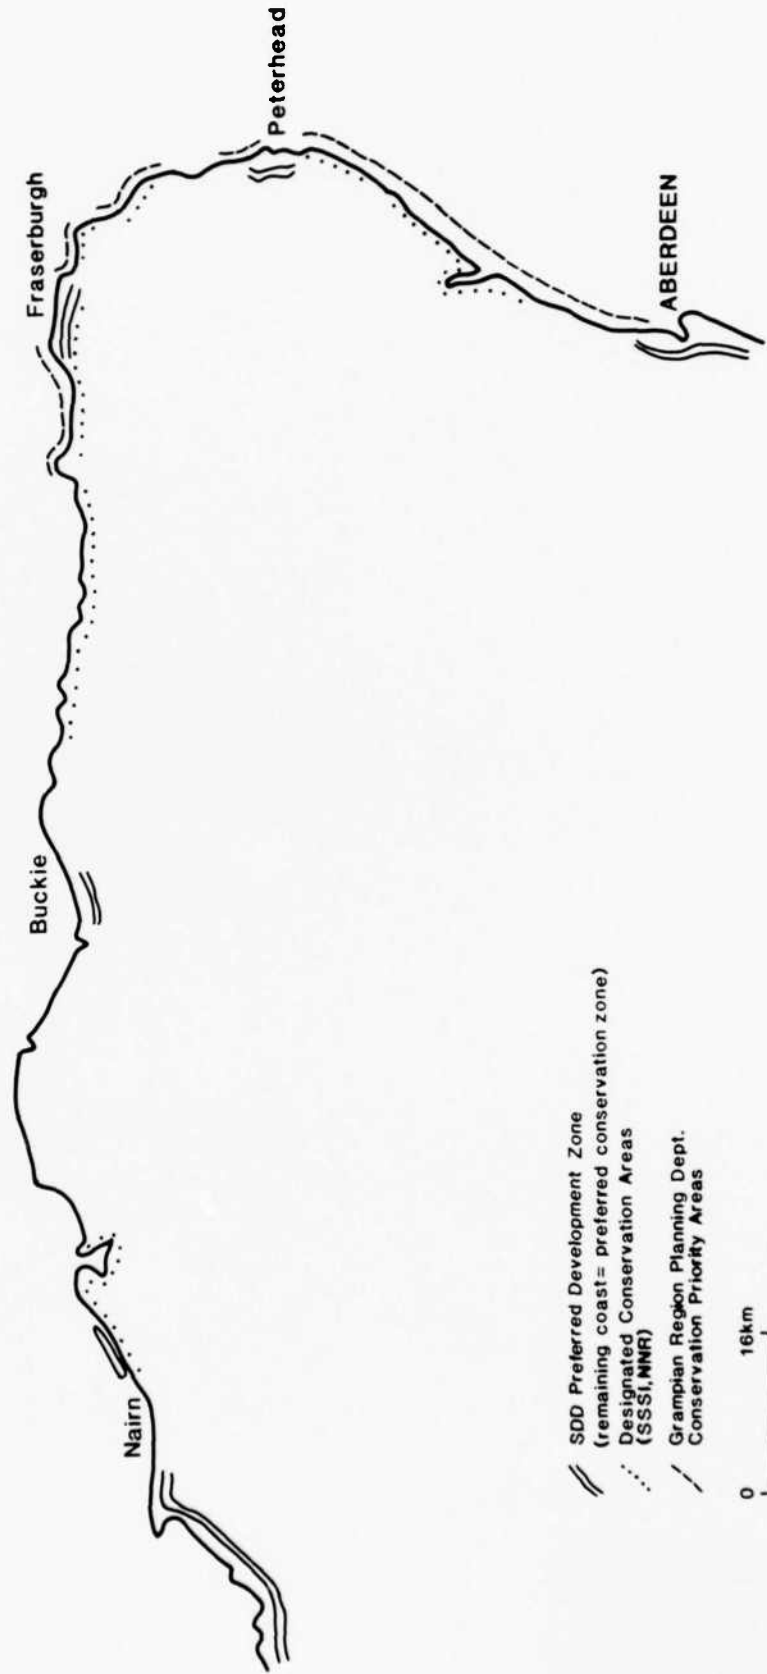 Nairn
Buckie
Fraserburgh
Peterhead
ABERDEEN
SDD Preferred Development Zone
(remaining coast= preferred conservation zone)
Designated Conservation Areas
(SSSI,NNR)
Grampian Region Planning Dept.
Conservation Priority Areas
0 16km